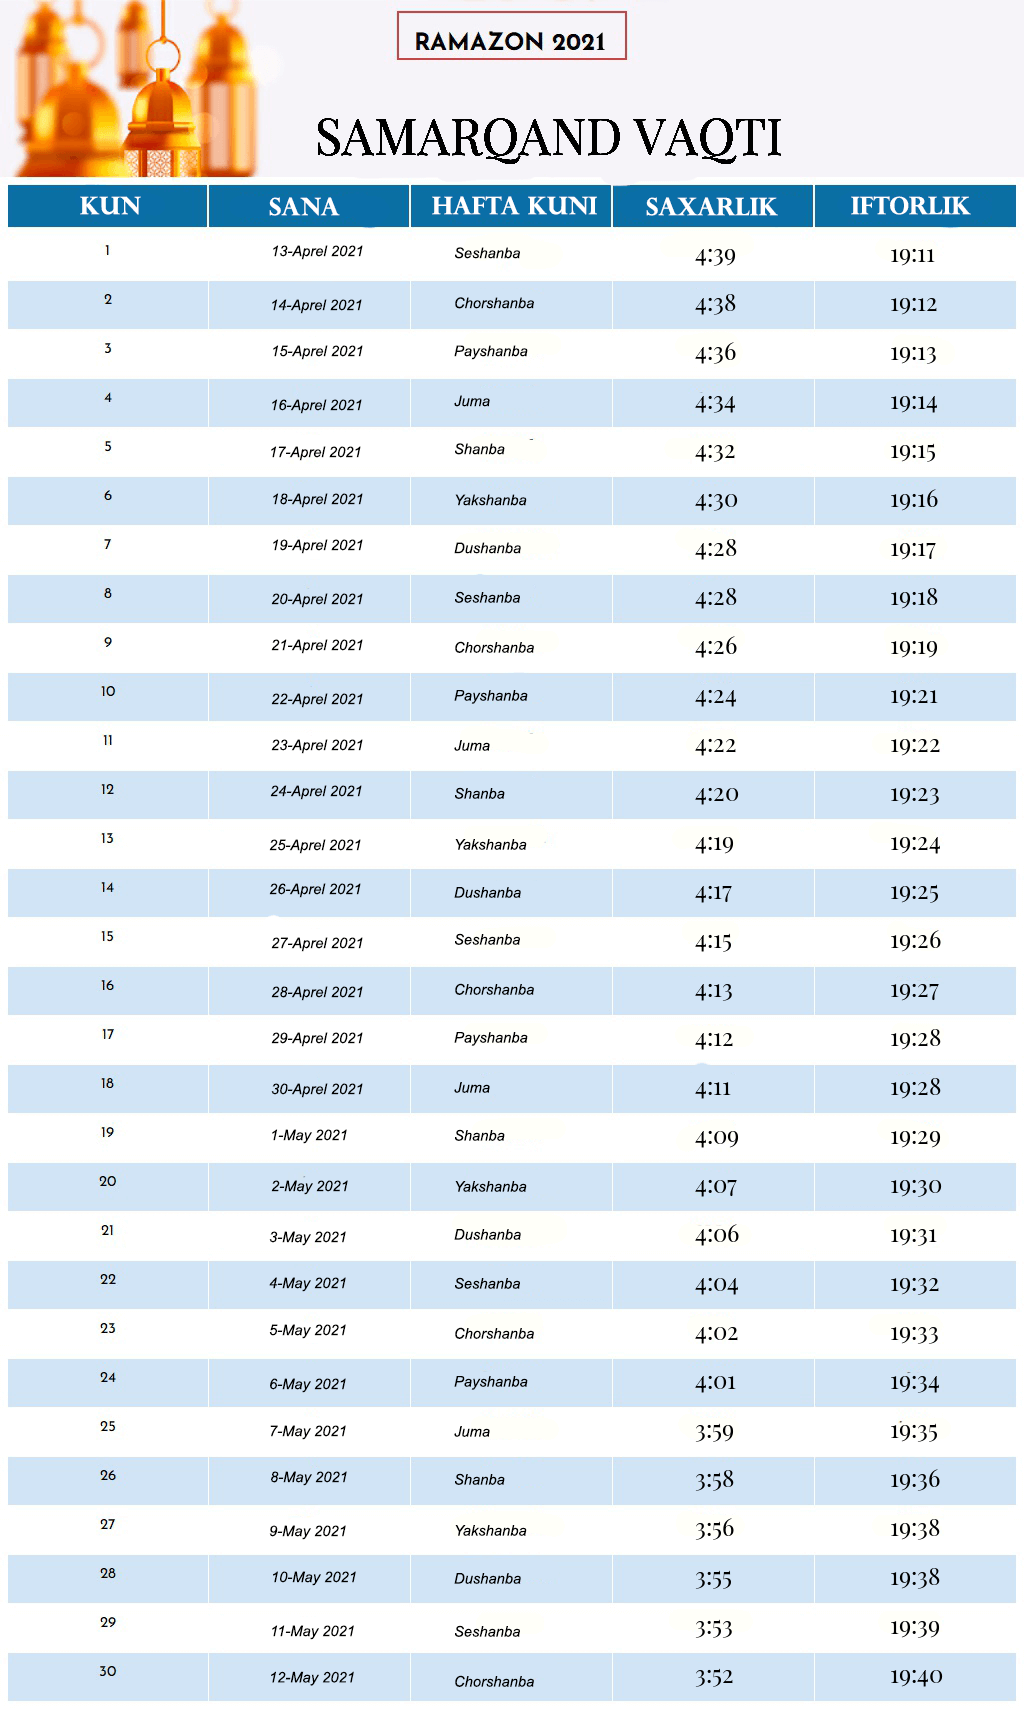 RAMAZON 2021
SAMARQAND VAQTI
KUN SANA HAFTA KUNI SAXARLIK IFTORLIK
1 13-Aprel 2021 Seshanba 4:39 19:11
2 14-Aprel 2021 Chorshanba 4:38 19:12
3 15-Aprel 2021 Payshanba 4:36 19:13
4 16-Aprel 2021 Juma 4:34 19:14
5 17-Aprel 2021 Shanba 4:32 19:15
6 18-Aprel 2021 Yakshanba 4:30 19:16
7 19-Aprel 2021 Dushanba 4:28 19:17
8 20-Aprel 2021 Seshanba 4:28 19:18
9 21-Aprel 2021 Chorshanba 4:26 19:19
10 22-Aprel 2021 Payshanba 4:24 19:21
11 23-Aprel 2021 Juma 4:22 19:22
12 24-Aprel 2021 Shanba 4:20 19:23
13 25-Aprel 2021 Yakshanba 4:19 19:24
14 26-Aprel 2021 Dushanba 4:17 19:25
15 27-Aprel 2021 Seshanba 4:15 19:26
16 28-Aprel 2021 Chorshanba 4:13 19:27
17 29-Aprel 2021 Payshanba 4:12 19:28
18 30-Aprel 2021 Juma 4:11 19:28
19 1-May 2021 Shanba 4:09 19:29
20 2-May 2021 Yakshanba 4:07 19:30
21 3-May 2021 Dushanba 4:06 19:31
22 4-May 2021 Seshanba 4:04 19:32
23 5-May 2021 Chorshanba 4:02 19:33
24 6-May 2021 Payshanba 4:01 19:34
25 7-May 2021 Juma 3:59 19:35
26 8-May 2021 Shanba 3:58 19:36
27 9-May 2021 Yakshanba 3:56 19:38
28 10-May 2021 Dushanba 3:55 19:38
29 11-May 2021 Seshanba 3:53 19:39
30 12-May 2021 Chorshanba 3:52 19:40